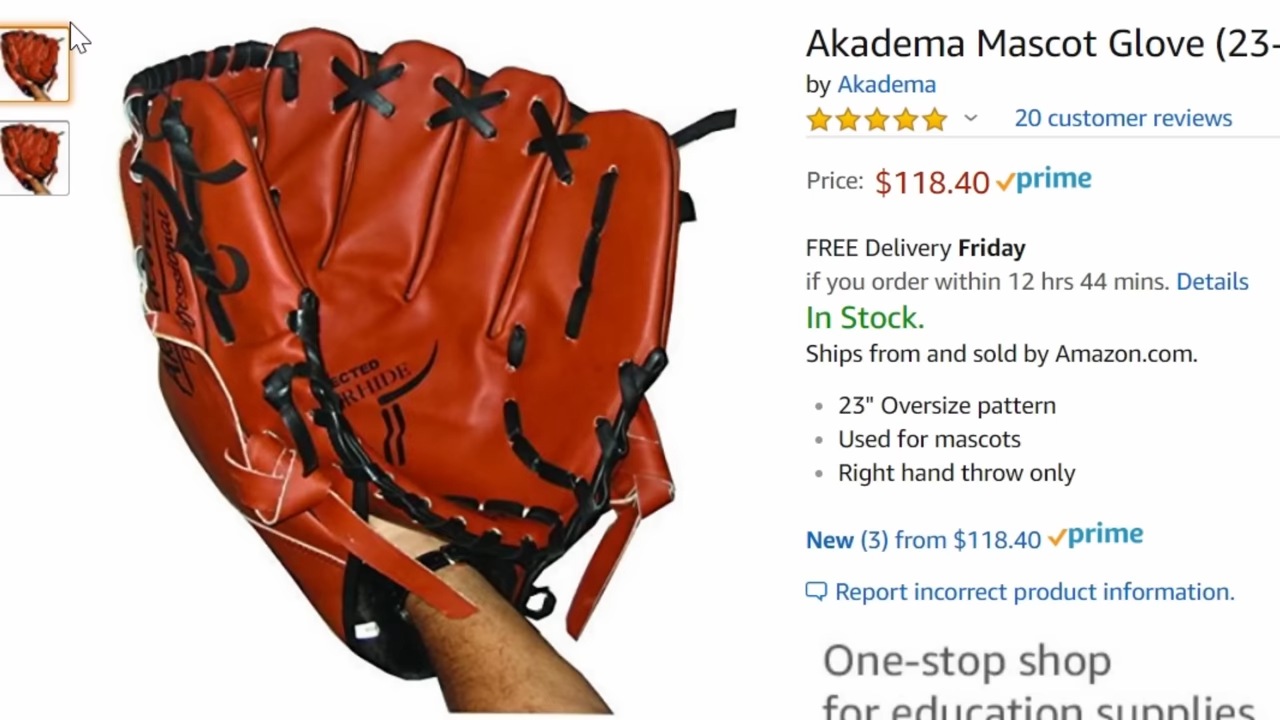 Akadema Mascot Glove (23-
by Akadema
20 customer reviews
Price: $118.40 prime
FREE Delivery Friday
if you order within 12 hrs 44 mins. Details
In Stock.
Ships from and sold by Amazon.com.
• 23" Oversize pattern
• Used for mascots
• Right hand throw only
New (3) from $118.40 prime
Report incorrect product information.
One-stop shop
for education supplies